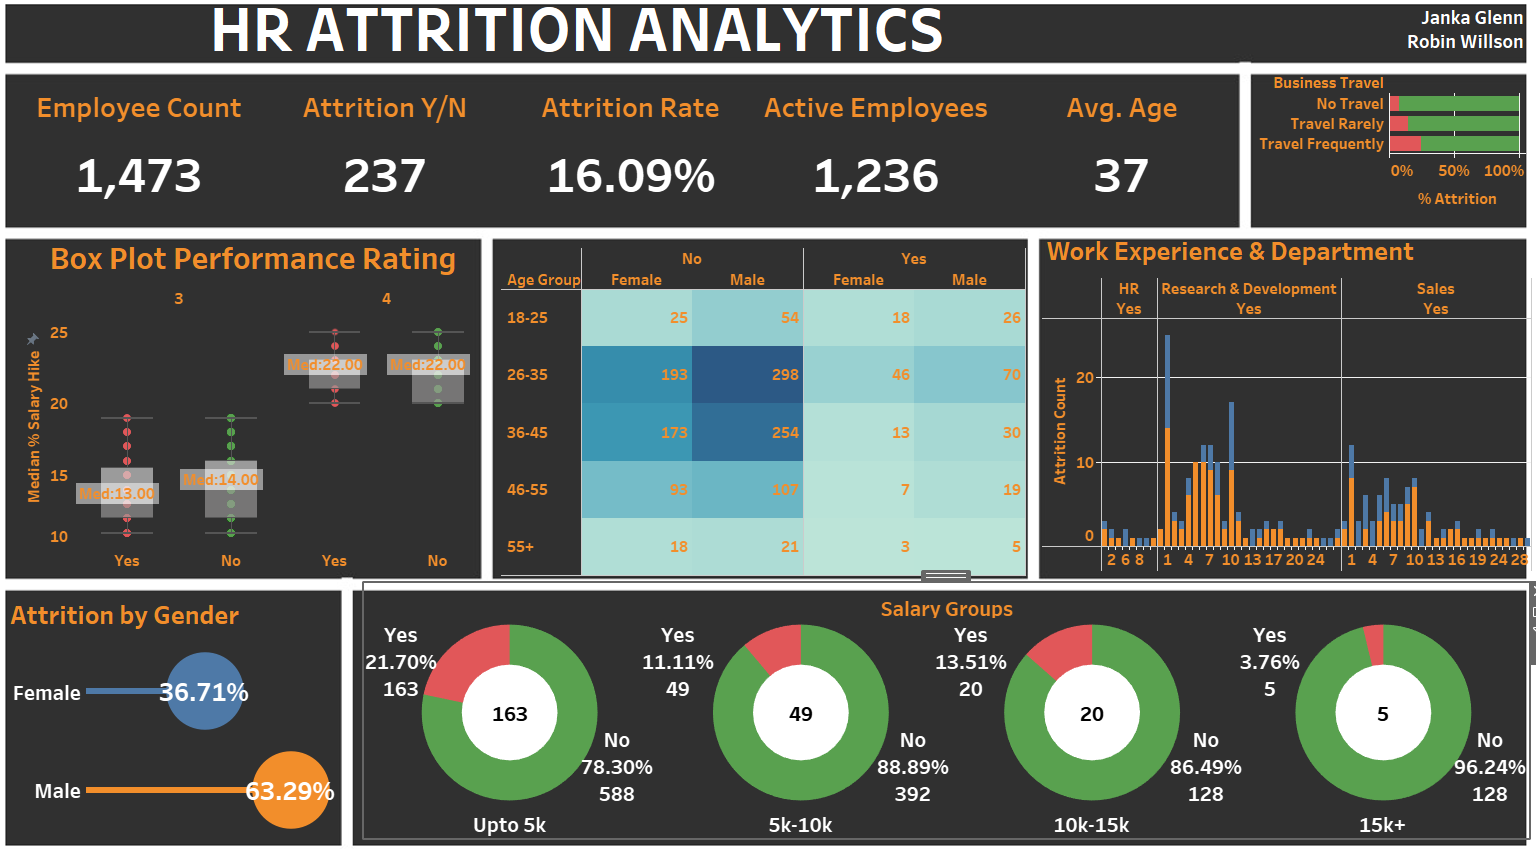 HR ATTRITION ANALYTICS
Janka Glenn
Robin Willson
Employee Count Attrition Y/N Attrition Rate Active Employees Avg. Age
1,473 237 16.09% 1,236 37
Business Travel
No Travel
Travel Rarely
Travel Frequently
0% 50% 100%
% Attrition
Box Plot Performance Rating
3 4
Median % Salary Hike
25
20
15
10
Med:22.00 Med:22.00
Med:13.00 Med:14.00
Yes No Yes No
No Yes
Age Group Female Male Female Male
18-25 25 54 18 26
26-35 193 298 46 70
36-45 173 254 13 30
46-55 93 107 7 19
55+ 18 21 3 5
Work Experience & Department
HR Research & Development Sales
Yes Yes Yes
Attrition Count
20
10
0
2 6 8 1 4 7 10 13 17 20 24 1 4 7 10 13 16 19 24 28
Attrition by Gender
Female 36.71%
Male 63.29%
Salary Groups
Yes
21.70%
163
163
No
78.30%
588
Upto 5k
Yes
11.11%
49
49
No
88.89%
392
5k-10k
Yes
13.51%
20
20
No
86.49%
128
10k-15k
Yes
3.76%
5
5
No
96.24%
128
15k+